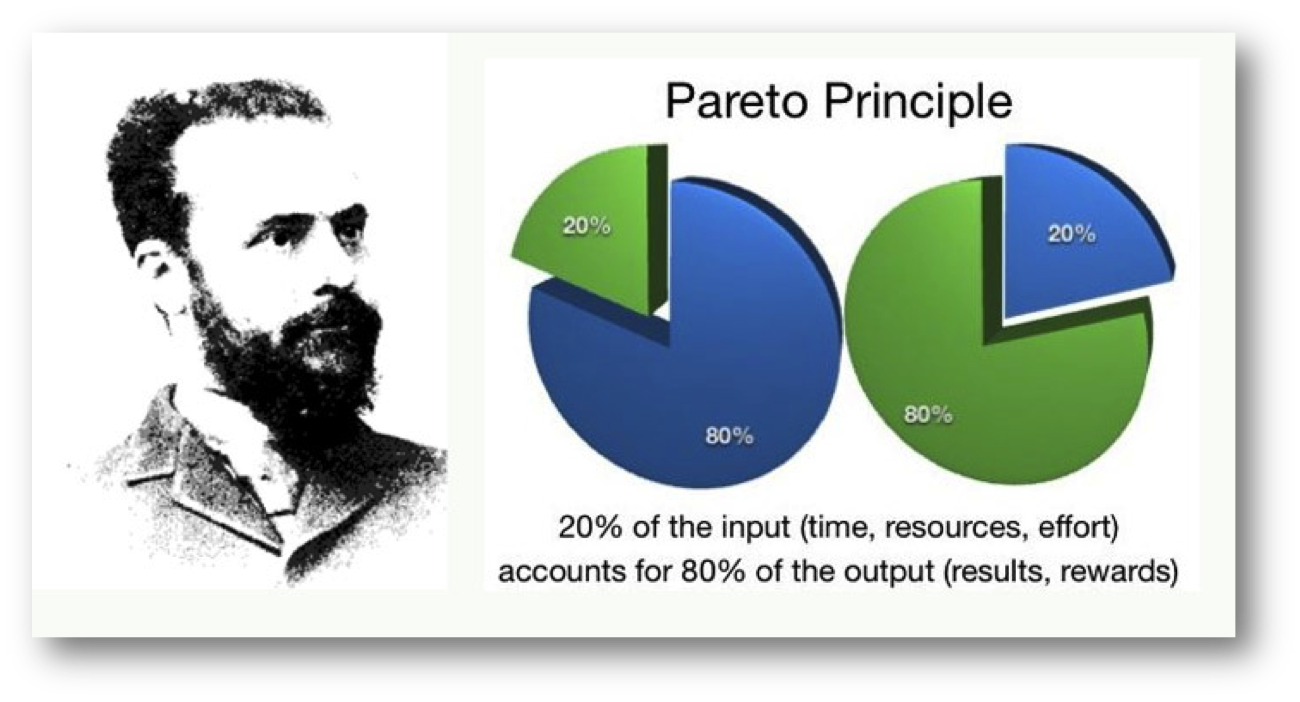 Pareto Principle
20%
80%
20%
80%
20% of the input (time, resources, effort)
accounts for 80% of the output (results, rewards)